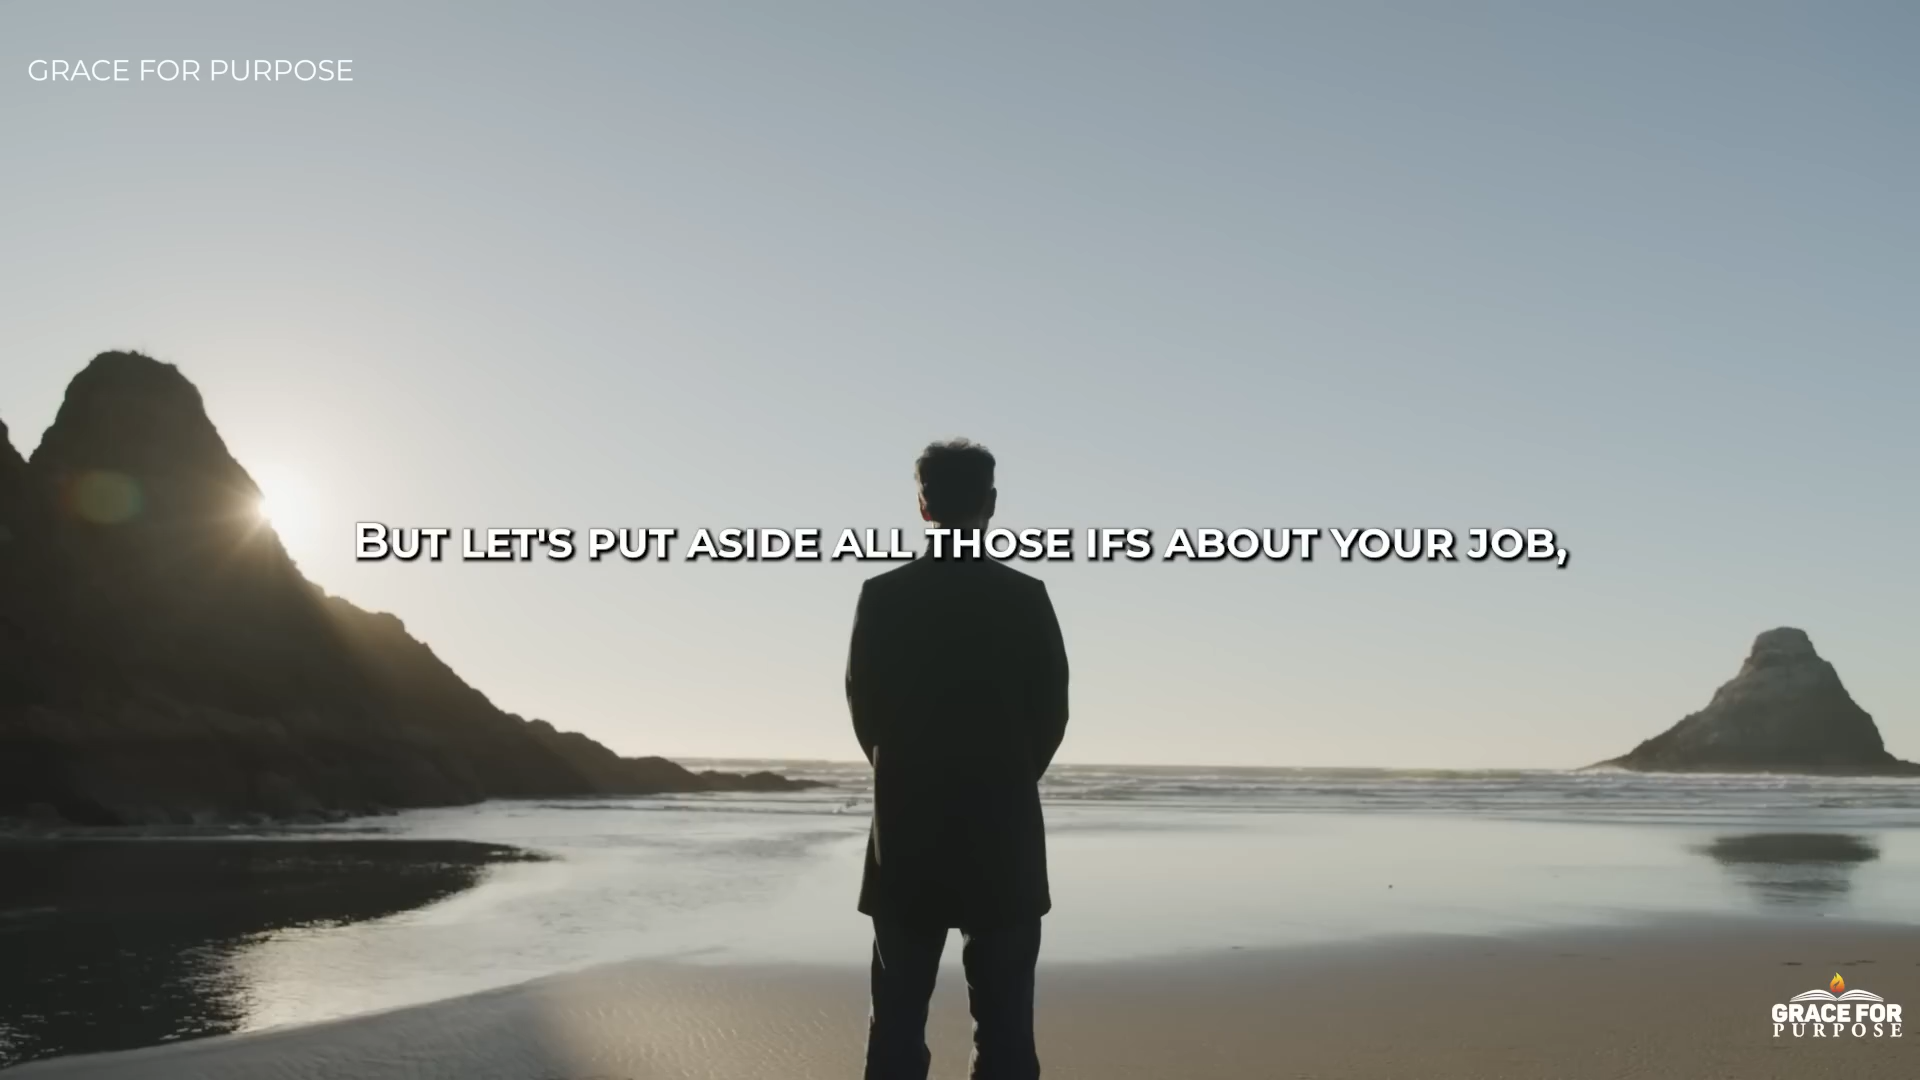 GRACE FOR PURPOSE
BUT LET'S PUT ASIDE ALL THOSE IFS ABOUT YOUR JOB,
GRACE FOR
PURPOSE